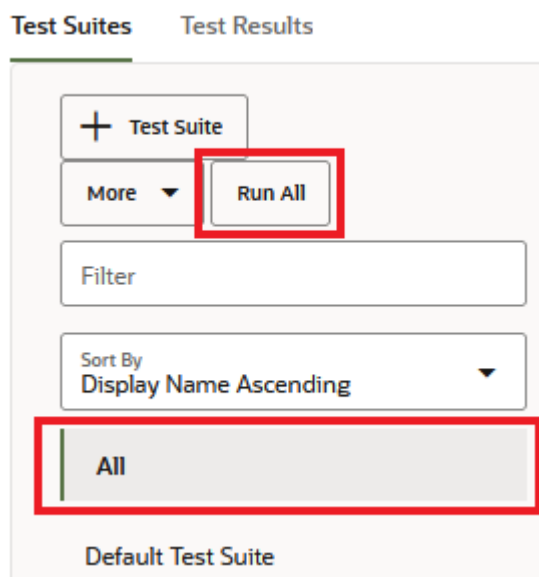 Test Suites Test Results
+ Test Suite
More Run All
Filter
Sort By
Display Name Ascending
All
Default Test Suite